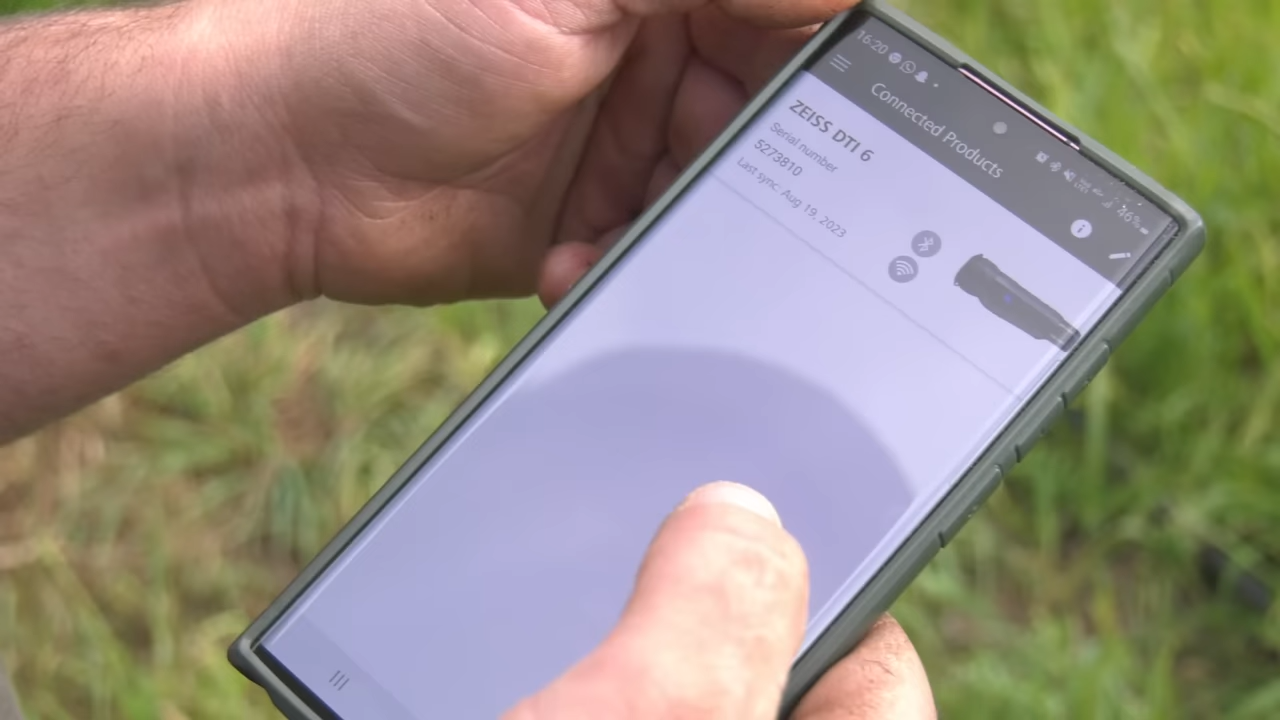 16:20
46%
Connected Products
ZEISS DTI 6
Serial number
5273810
Last sync: Aug 19, 2023